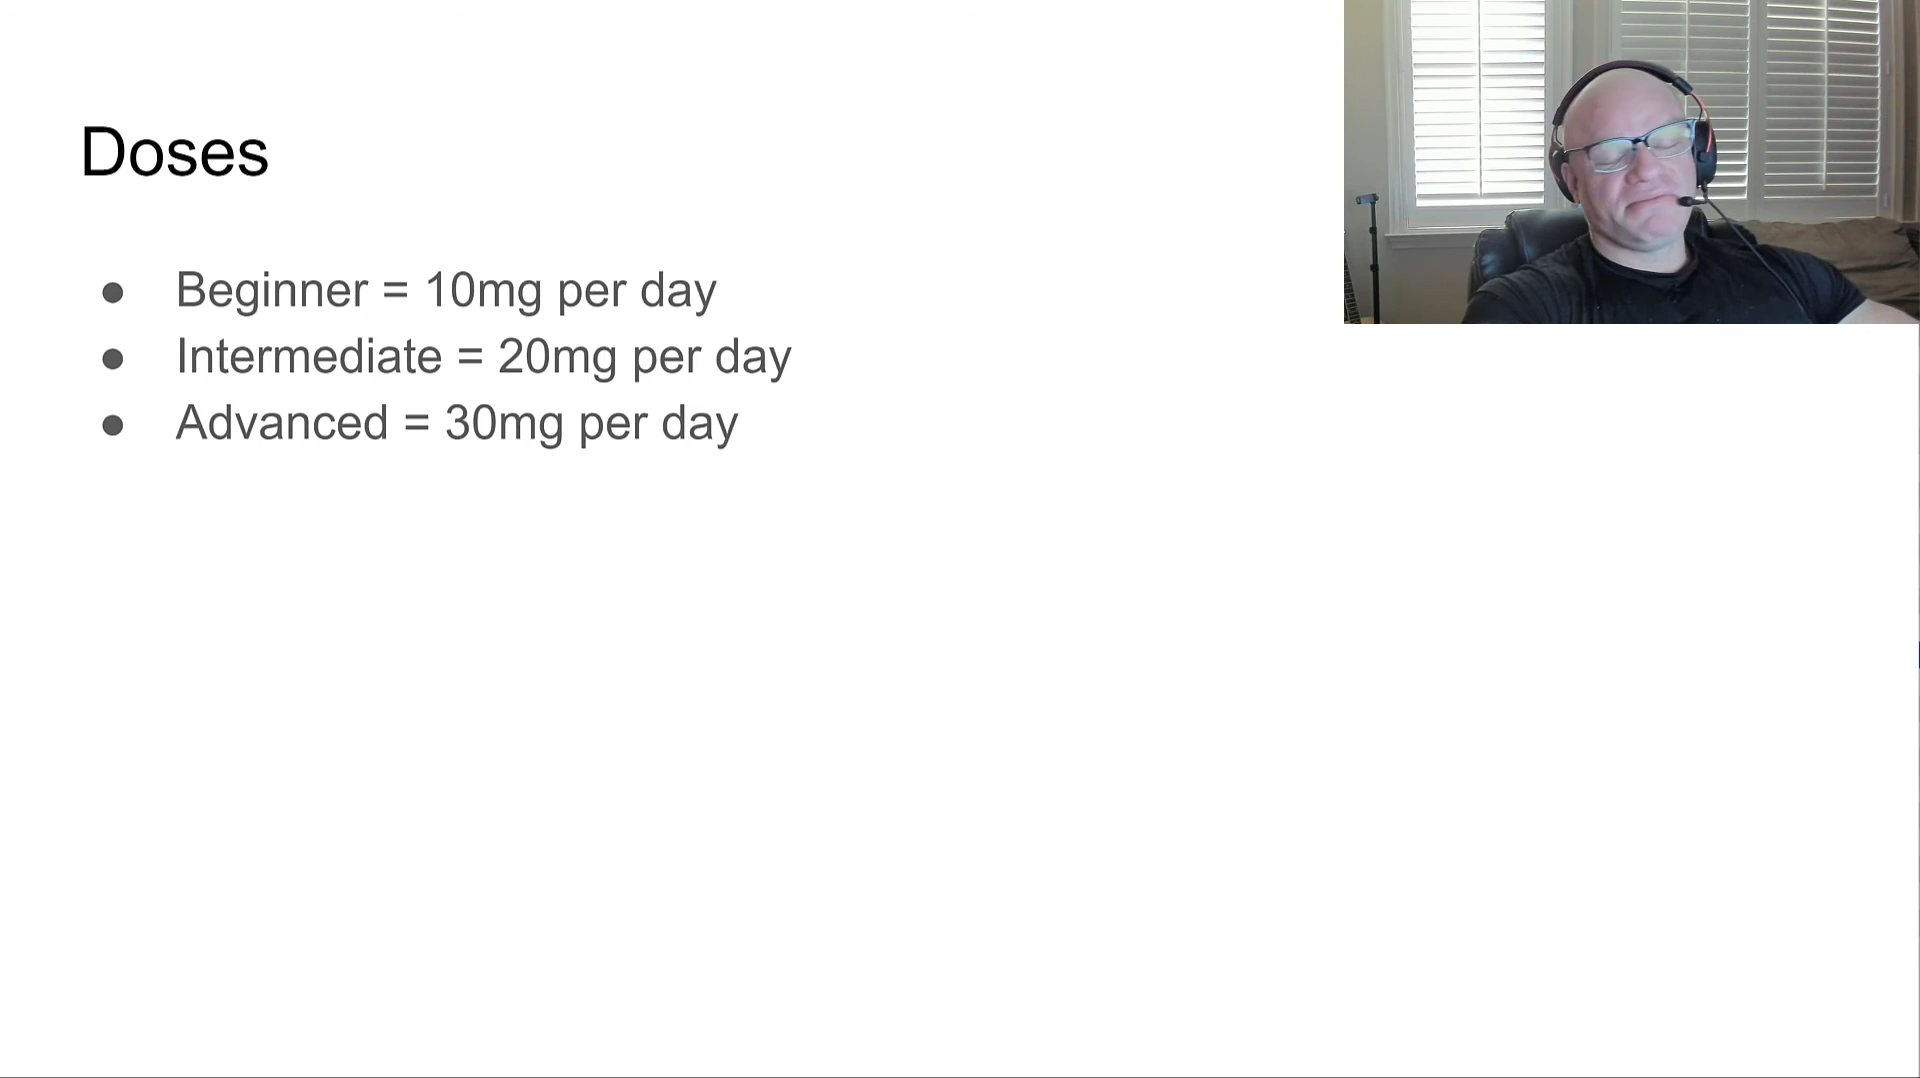 Doses
● Beginner = 10mg per day
● Intermediate = 20mg per day
● Advanced = 30mg per day